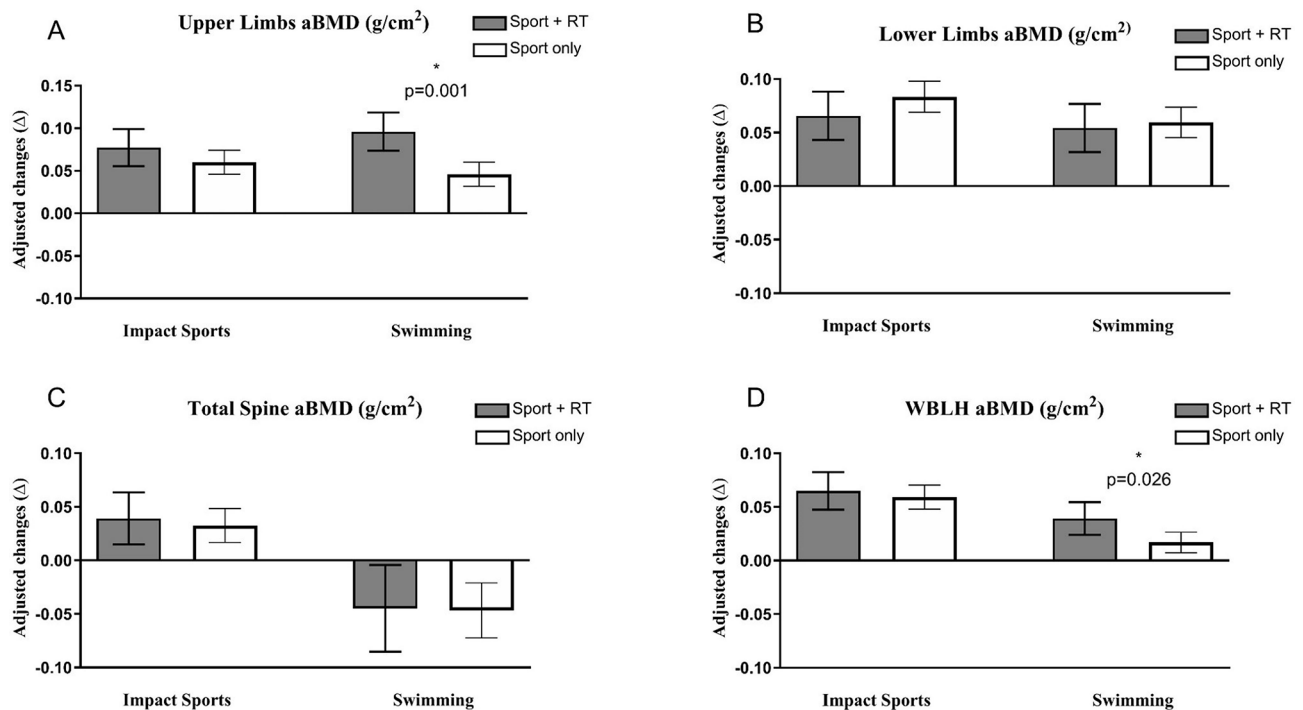 A
Upper Limbs aBMD (g/cm²)
Sport + RT
Sport only
*
p=0.001
Adjusted changes (Δ)
0.15
0.10
0.05
0.00
-0.05
-0.10
Impact Sports
Swimming
B
Lower Limbs aBMD (g/cm²)
Sport + RT
Sport only
Adjusted changes (Δ)
0.10
0.05
0.00
-0.05
-0.10
Impact Sports
Swimming
C
Total Spine aBMD (g/cm²)
Sport + RT
Sport only
Adjusted changes (Δ)
0.10
0.05
0.00
-0.05
-0.10
Impact Sports
Swimming
D
WBLH aBMD (g/cm²)
Sport + RT
Sport only
*
p=0.026
Adjusted changes (Δ)
0.10
0.05
0.00
-0.05
-0.10
Impact Sports
Swimming